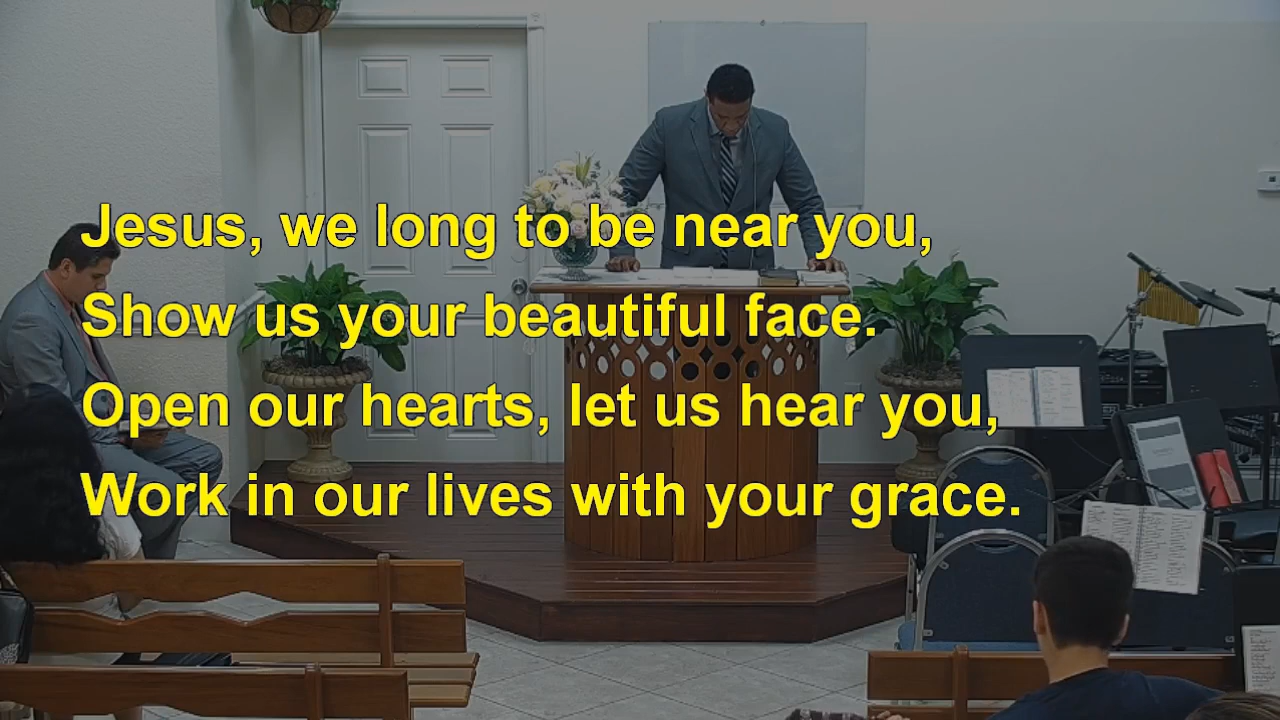 Jesus, we long to be near you,
Show us your beautiful face.
Open our hearts, let us hear you,
Work in our lives with your grace.